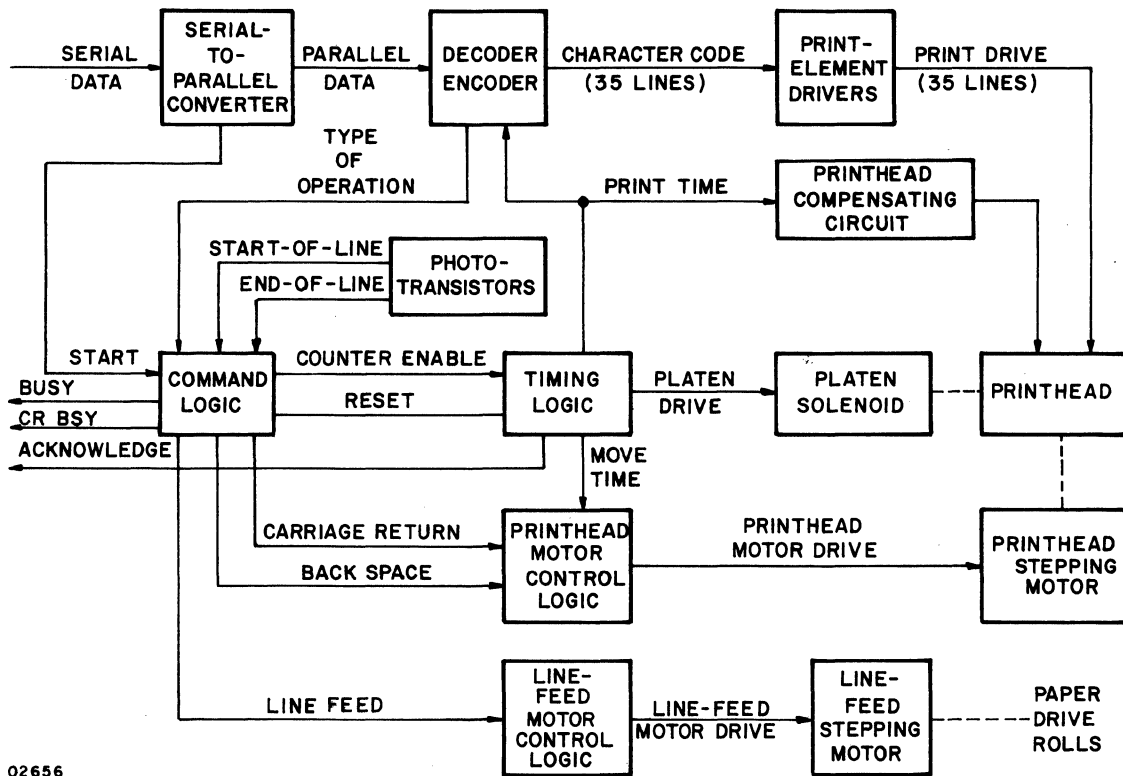 SERIAL DATA
SERIAL-
TO-
PARALLEL
CONVERTER
PARALLEL
DATA
DECODER
ENCODER
CHARACTER CODE
(35 LINES)
PRINT-
ELEMENT
DRIVERS
PRINT DRIVE
(35 LINES)
TYPE
OF
OPERATION
PRINT TIME
PRINTHEAD
COMPENSATING
CIRCUIT
START-OF-LINE
END-OF-LINE
PHOTO-
TRANSISTORS
START
BUSY
CR BSY
ACKNOWLEDGE
COMMAND
LOGIC
COUNTER ENABLE
RESET
TIMING
LOGIC
PLATEN
DRIVE
PLATEN
SOLENOID
PRINTHEAD
MOVE
TIME
CARRIAGE RETURN
BACK SPACE
PRINTHEAD
MOTOR
CONTROL
LOGIC
PRINTHEAD
MOTOR DRIVE
PRINTHEAD
STEPPING
MOTOR
LINE FEED
LINE-
FEED
MOTOR
CONTROL
LOGIC
LINE-FEED
MOTOR DRIVE
LINE-
FEED
STEPPING
MOTOR
PAPER
DRIVE
ROLLS
02656